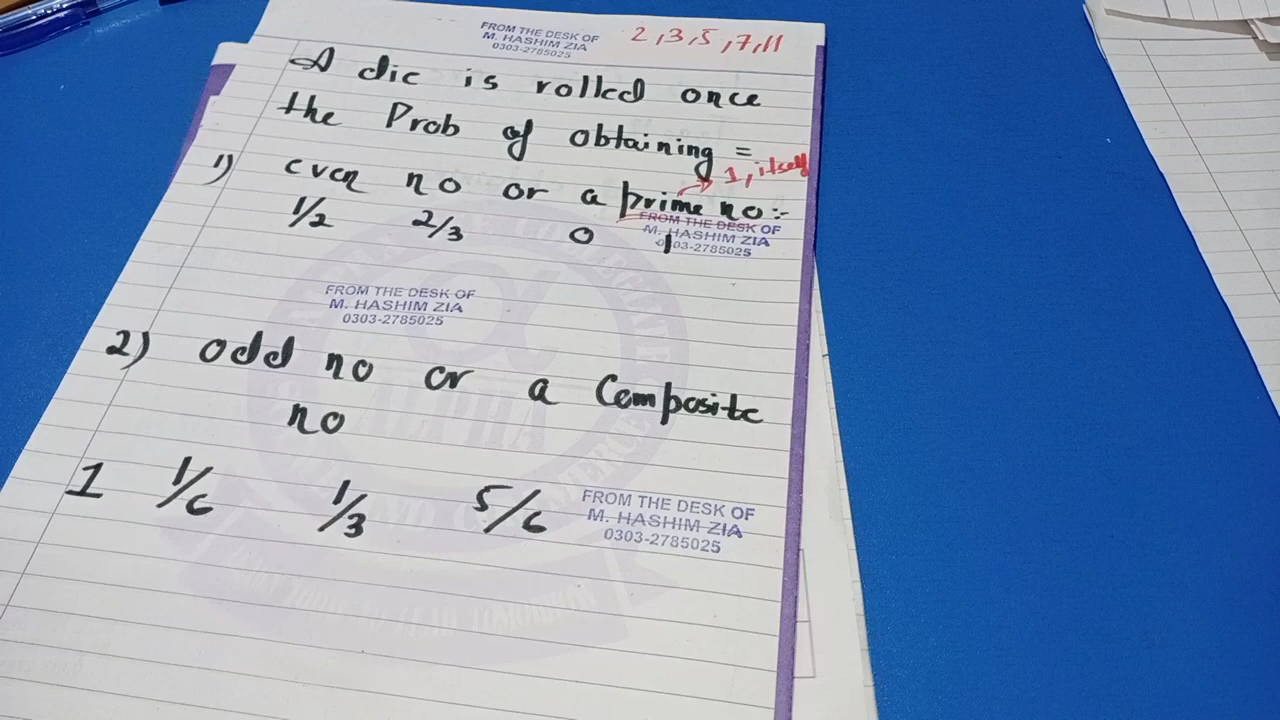 FROM THE DESK OF
M. HASHIM ZIA
0303-2785025
2,3,5,7,11
A die is rolled once
the Prob of obtaining =
1, itself
1) even no or a prime no:-
1/2 2/3 0 1
FROM THE DESK OF
M. HASHIM ZIA
0303-2785025
FROM THE DESK OF
M. HASHIM ZIA
0303-2785025
2) odd no or a Composite
no
1 1/6 1/3 5/6
FROM THE DESK OF
M. HASHIM ZIA
0303-2785025
ALPHA